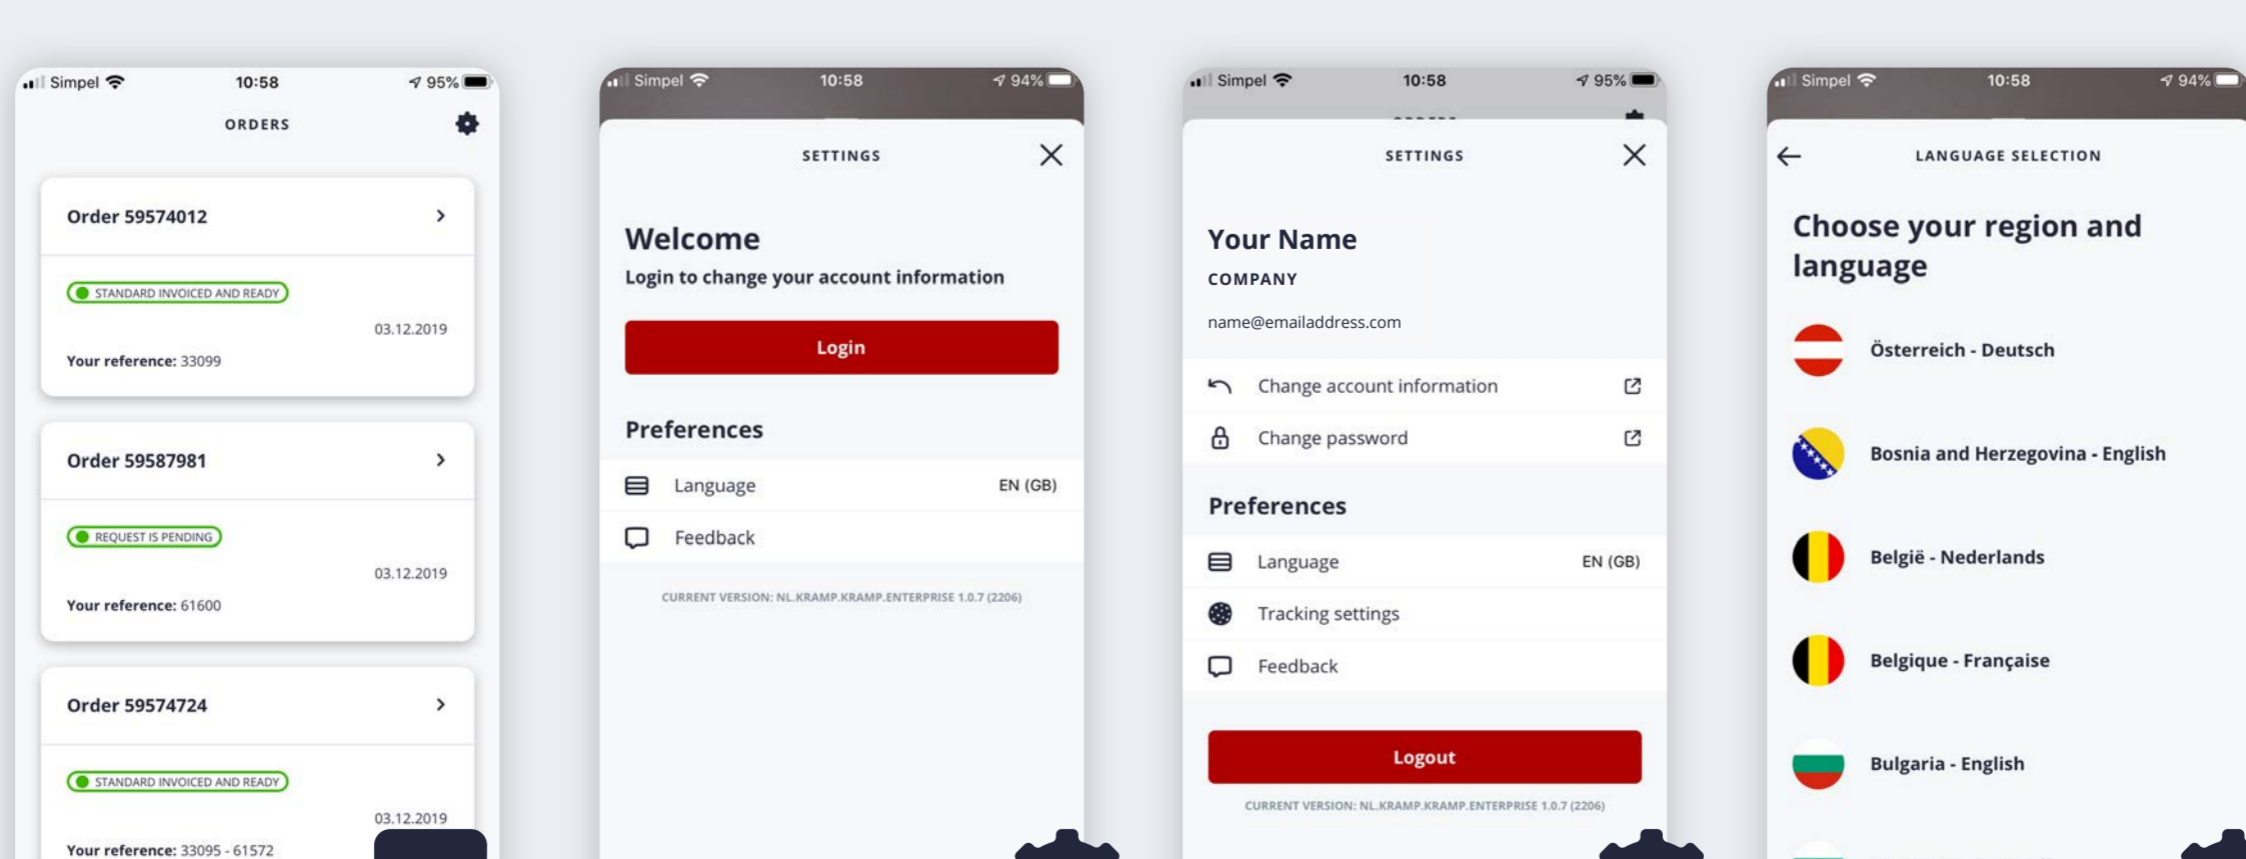 Simpel
10:58
95%
ORDERS
Order 59574012
STANDARD INVOICED AND READY
03.12.2019
Your reference: 33099
Order 59587981
REQUEST IS PENDING
03.12.2019
Your reference: 61600
Order 59574724
STANDARD INVOICED AND READY
03.12.2019
Your reference: 33095 - 61572
Simpel
10:58
94%
SETTINGS
Welcome
Login to change your account information
Login
Preferences
Language EN (GB)
Feedback
CURRENT VERSION: NL.KRAMP.KRAMP.ENTERPRISE 1.0.7 (2206)
Simpel
10:58
95%
SETTINGS
Your Name
COMPANY
name@emailaddress.com
Change account information
Change password
Preferences
Language EN (GB)
Tracking settings
Feedback
Logout
CURRENT VERSION: NL.KRAMP.KRAMP.ENTERPRISE 1.0.7 (2206)
Simpel
10:58
94%
LANGUAGE SELECTION
Choose your region and
language
Österreich - Deutsch
Bosnia and Herzegovina - English
België - Nederlands
Belgique - Française
Bulgaria - English